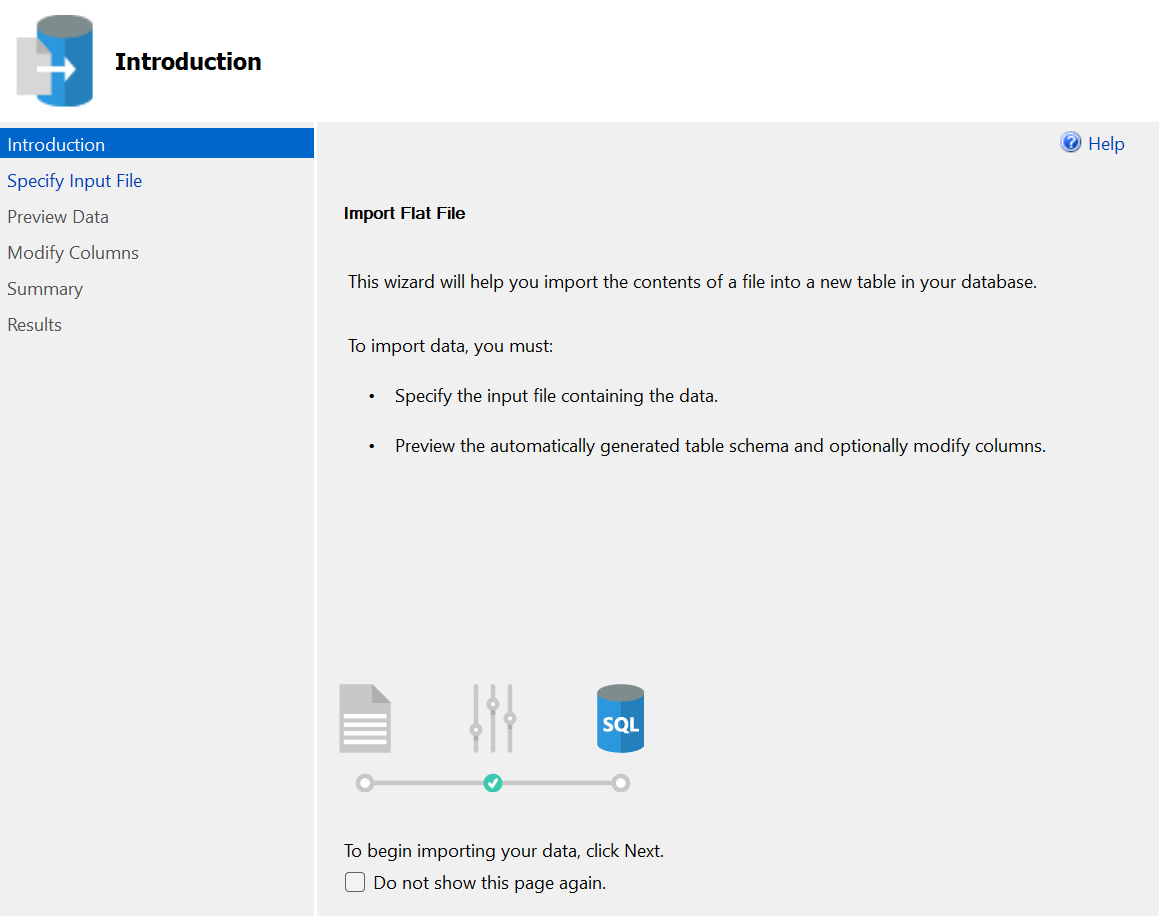 Introduction
Introduction
Specify Input File
Preview Data
Modify Columns
Summary
Results
Help
Import Flat File
This wizard will help you import the contents of a file into a new table in your database.
To import data, you must:
• Specify the input file containing the data.
• Preview the automatically generated table schema and optionally modify columns.
SQL
To begin importing your data, click Next.
Do not show this page again.